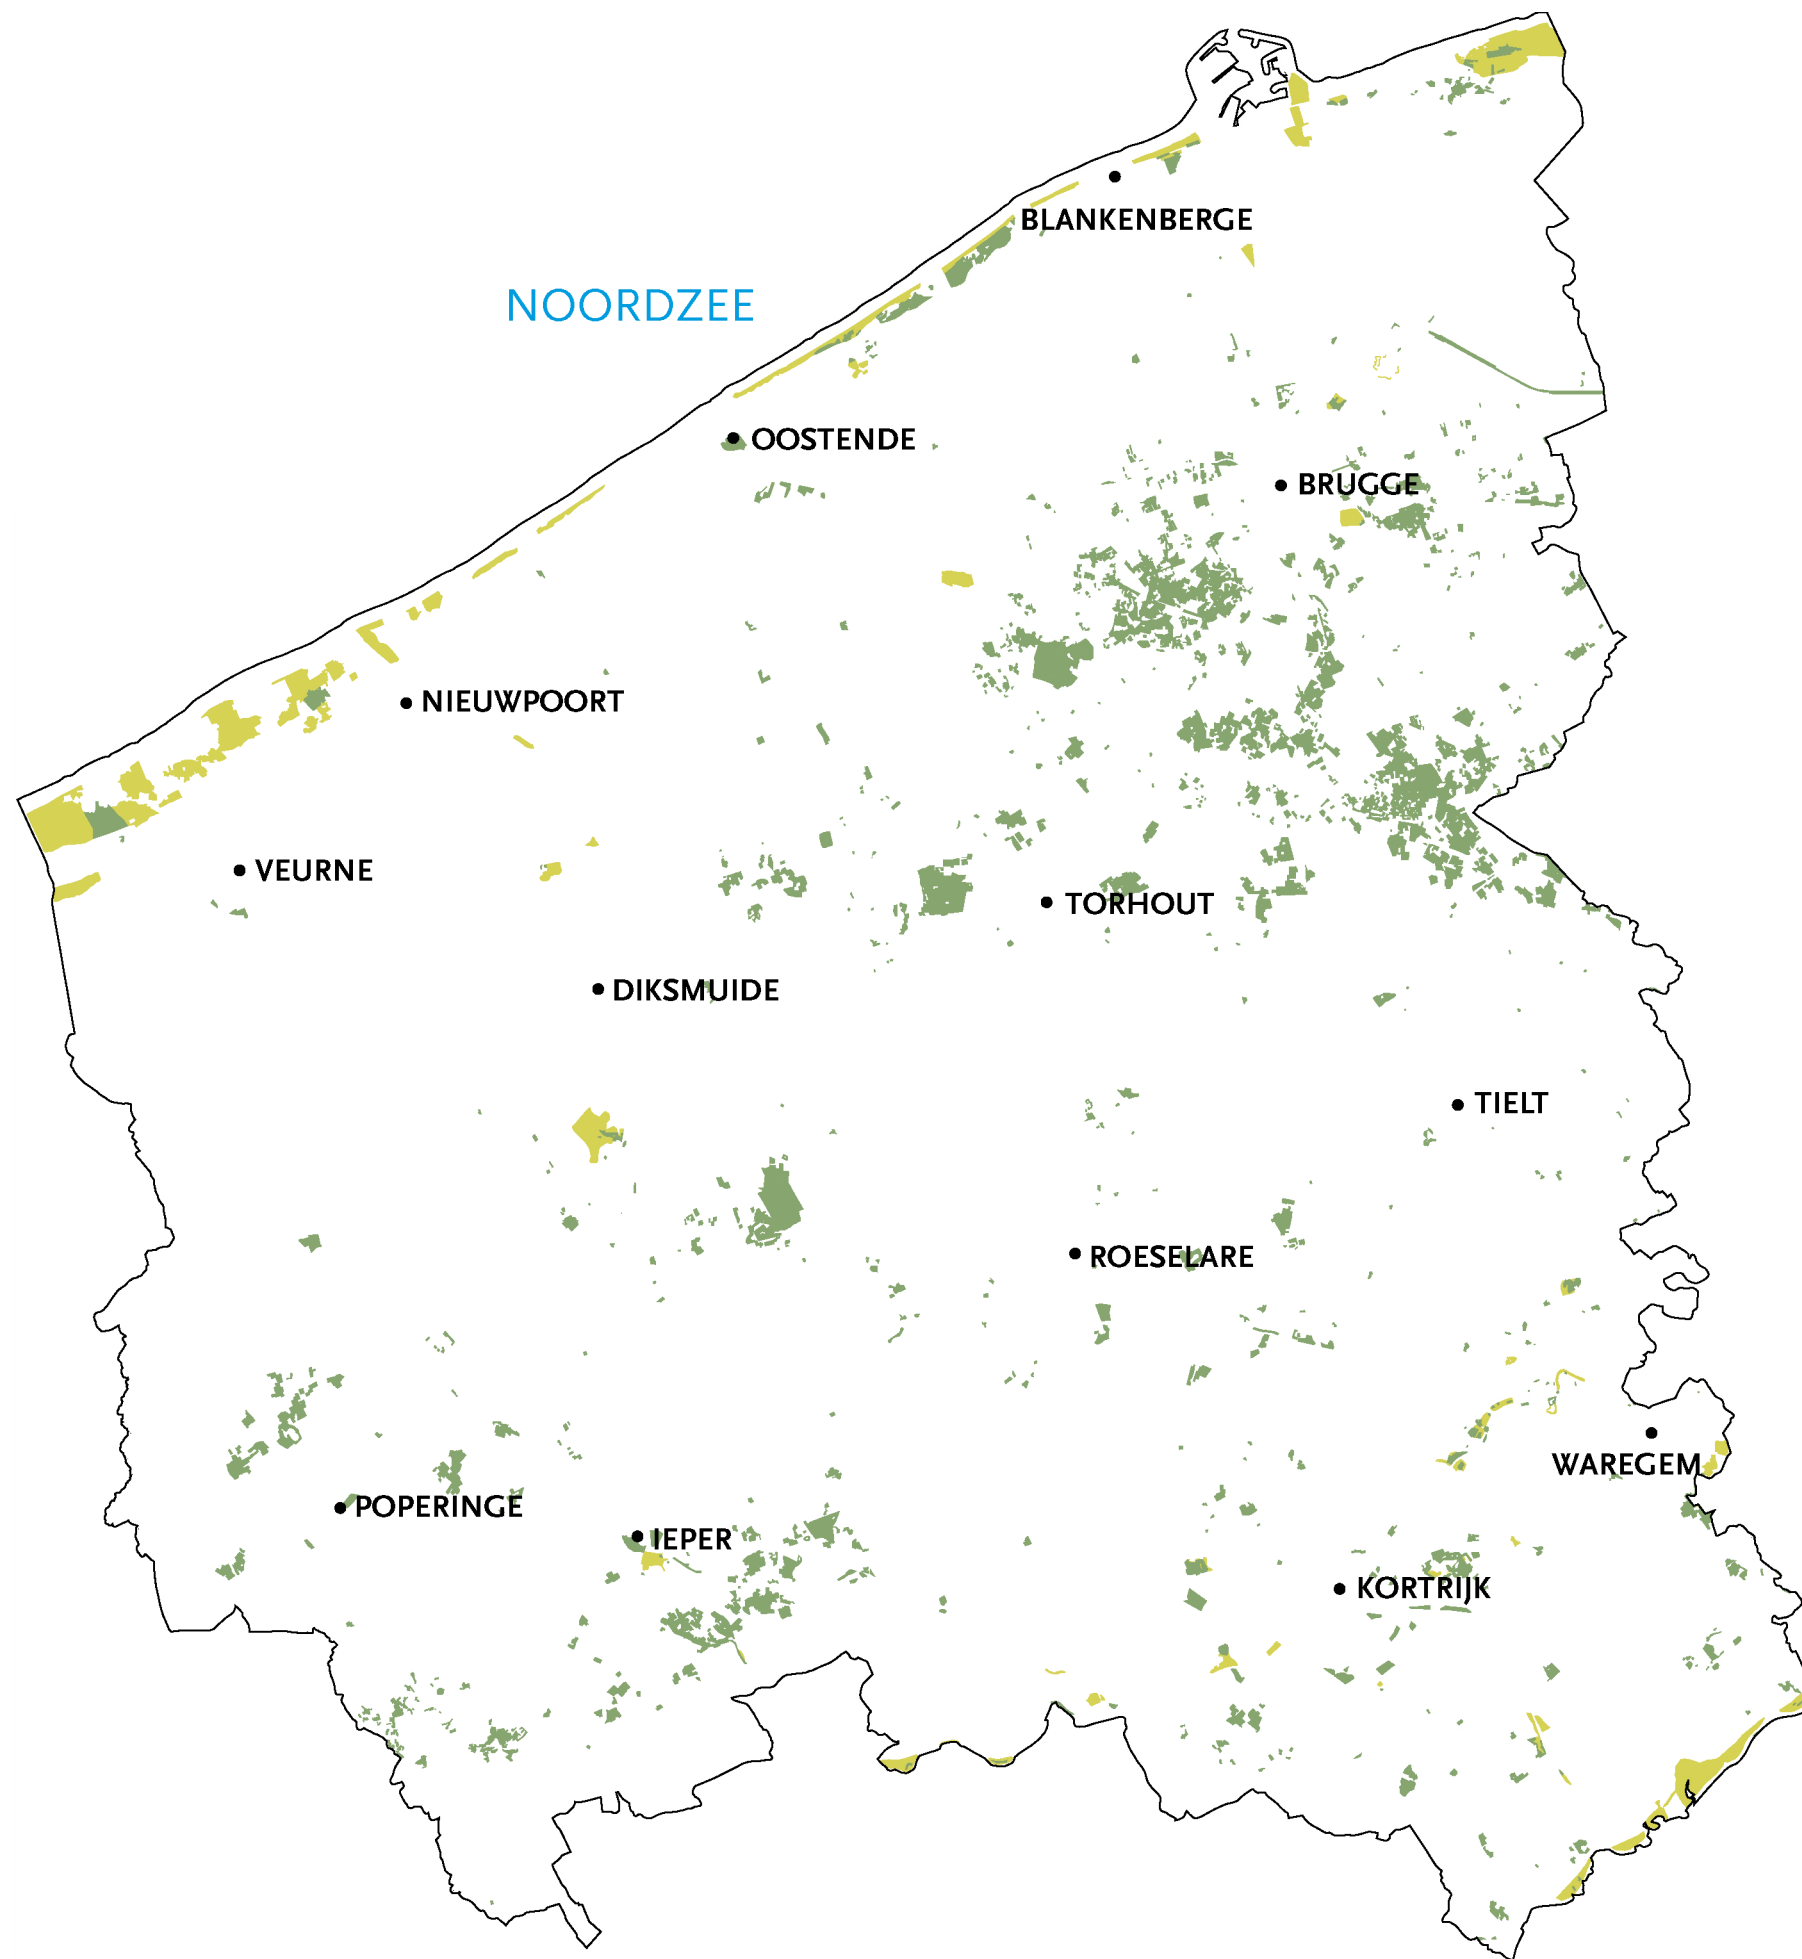 BLANKENBERGE
NOORDZEE
OOSTENDE
BRUGGE
NIEUWPOORT
VEURNE
TORHOUT
DIKSMUIDE
TIELT
ROESELARE
WAREGEM
POPERINGE
IEPER
KORTRIJK